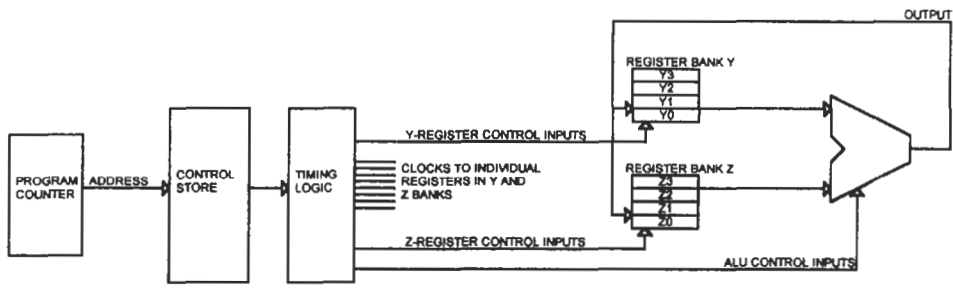 OUTPUT
REGISTER BANK Y
Y3
Y2
Y1
Y0
Y-REGISTER CONTROL INPUTS
PROGRAM
COUNTER
ADDRESS
CONTROL
STORE
TIMING
LOGIC
CLOCKS TO INDIVIDUAL
REGISTERS IN Y AND
Z BANKS
REGISTER BANK Z
Z3
Z2
Z1
Z0
Z-REGISTER CONTROL INPUTS
ALU CONTROL INPUTS